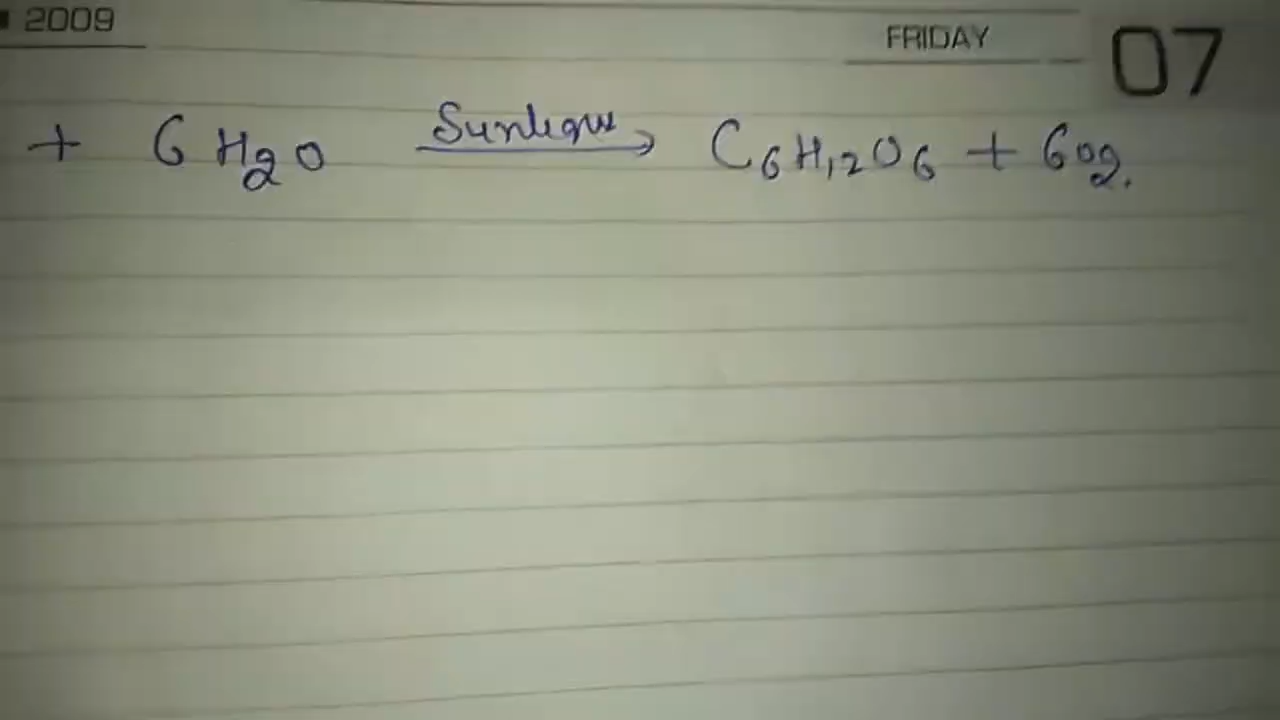 2009
FRIDAY 07
+ 6 H2O Sunlight → C6H12O6 + 6O2.